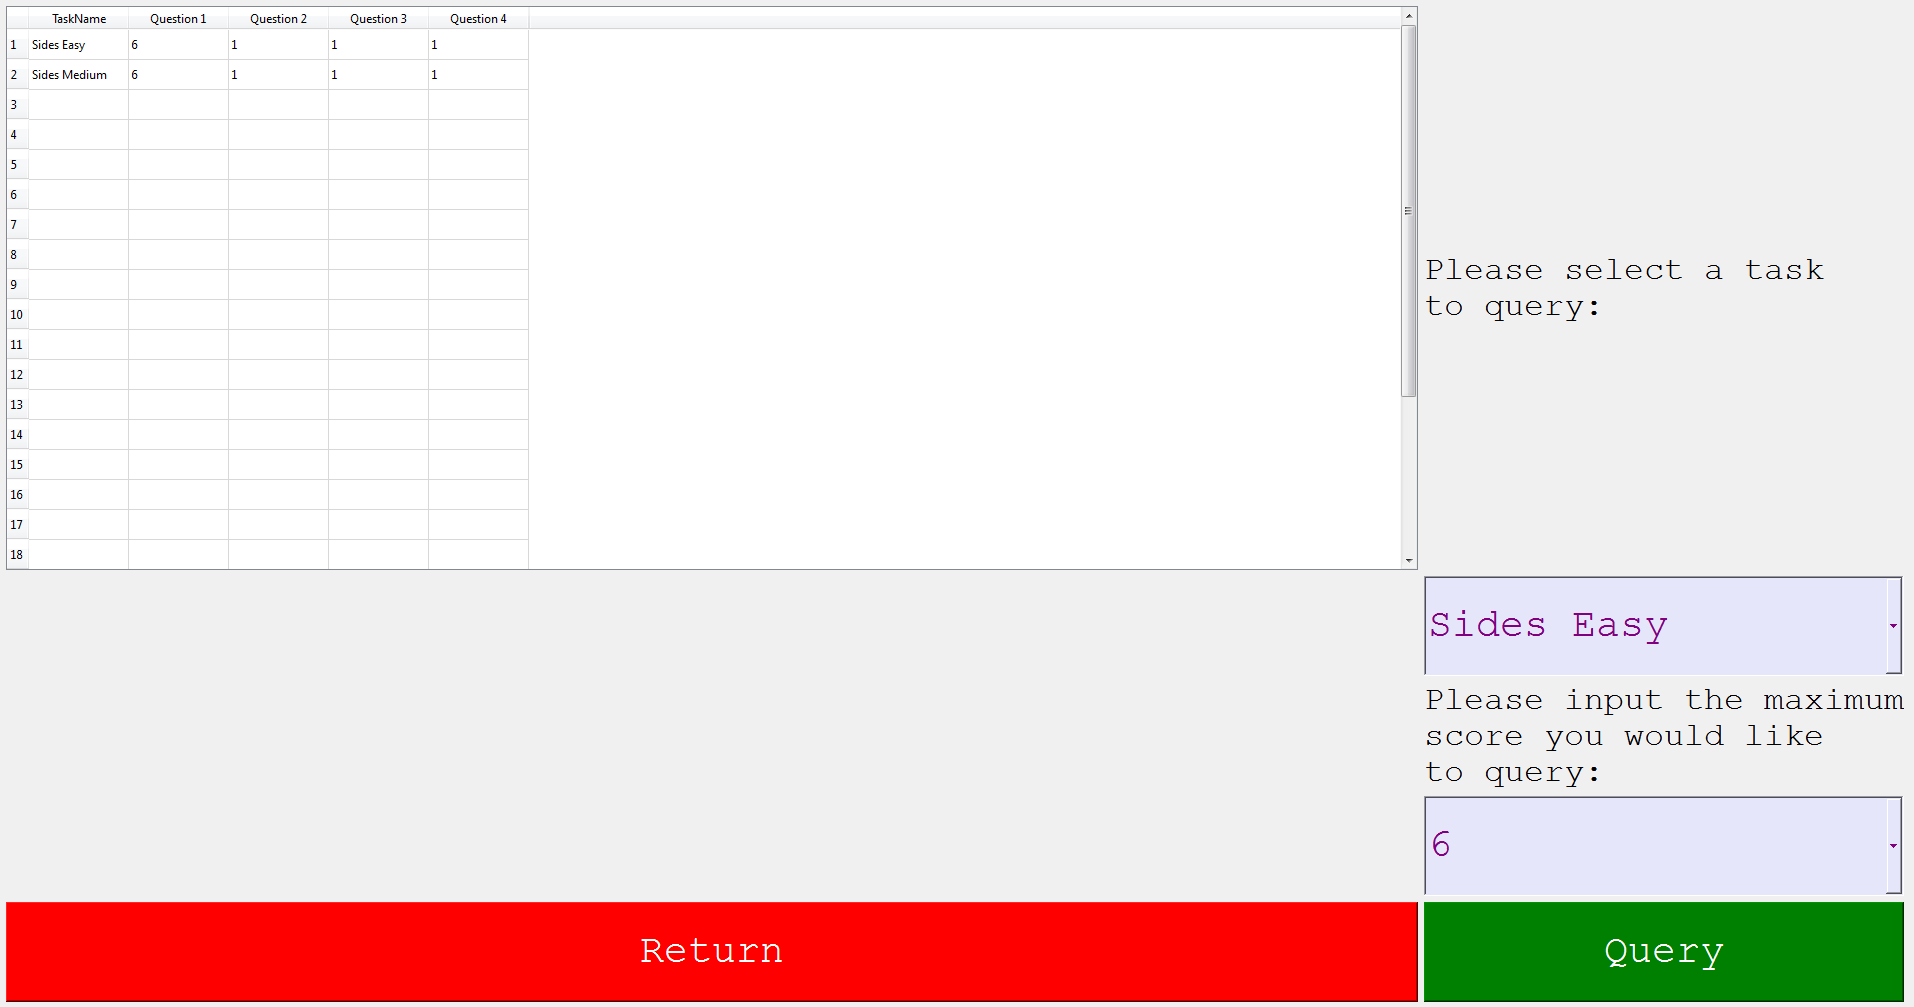 TaskName Question 1 Question 2 Question 3 Question 4
1 Sides Easy 6 1 1 1
2 Sides Medium 6 1 1 1
3
4
5
6
7
8
9
10
11
12
13
14
15
16
17
18
Please select a task
to query:
Sides Easy
Please input the maximum
score you would like
to query:
6
Return
Query